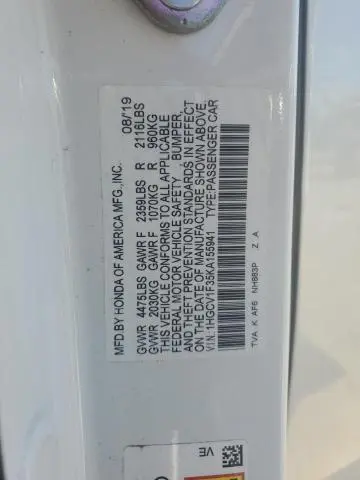 MFD BY HONDA OF AMERICA MFG.,INC. 08/19
GVWR 4475LBS GAWR F 2359LBS R 2116LBS
GVWR 2030KG GAWR F 1070KG R 960KG
THIS VEHICLE CONFORMS TO ALL APPLICABLE
FEDERAL MOTOR VEHICLE SAFETY, BUMPER,
AND THEFT PREVENTION STANDARDS IN EFFECT
ON THE DATE OF MANUFACTURE SHOWN ABOVE.
V.I.N.:1HGCV1F35KA155941 TYPE:PASSENGER CAR
TVA K AF6 NH883P Z A
VE